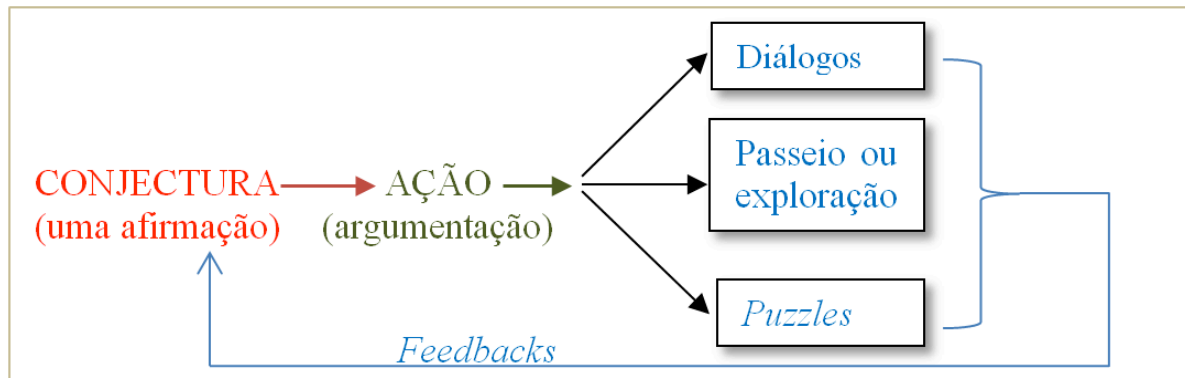 Diálogos
Passeio ou
exploração
CONJECTURA
(uma afirmação)
AÇÃO
(argumentação)
Puzzles
Feedbacks